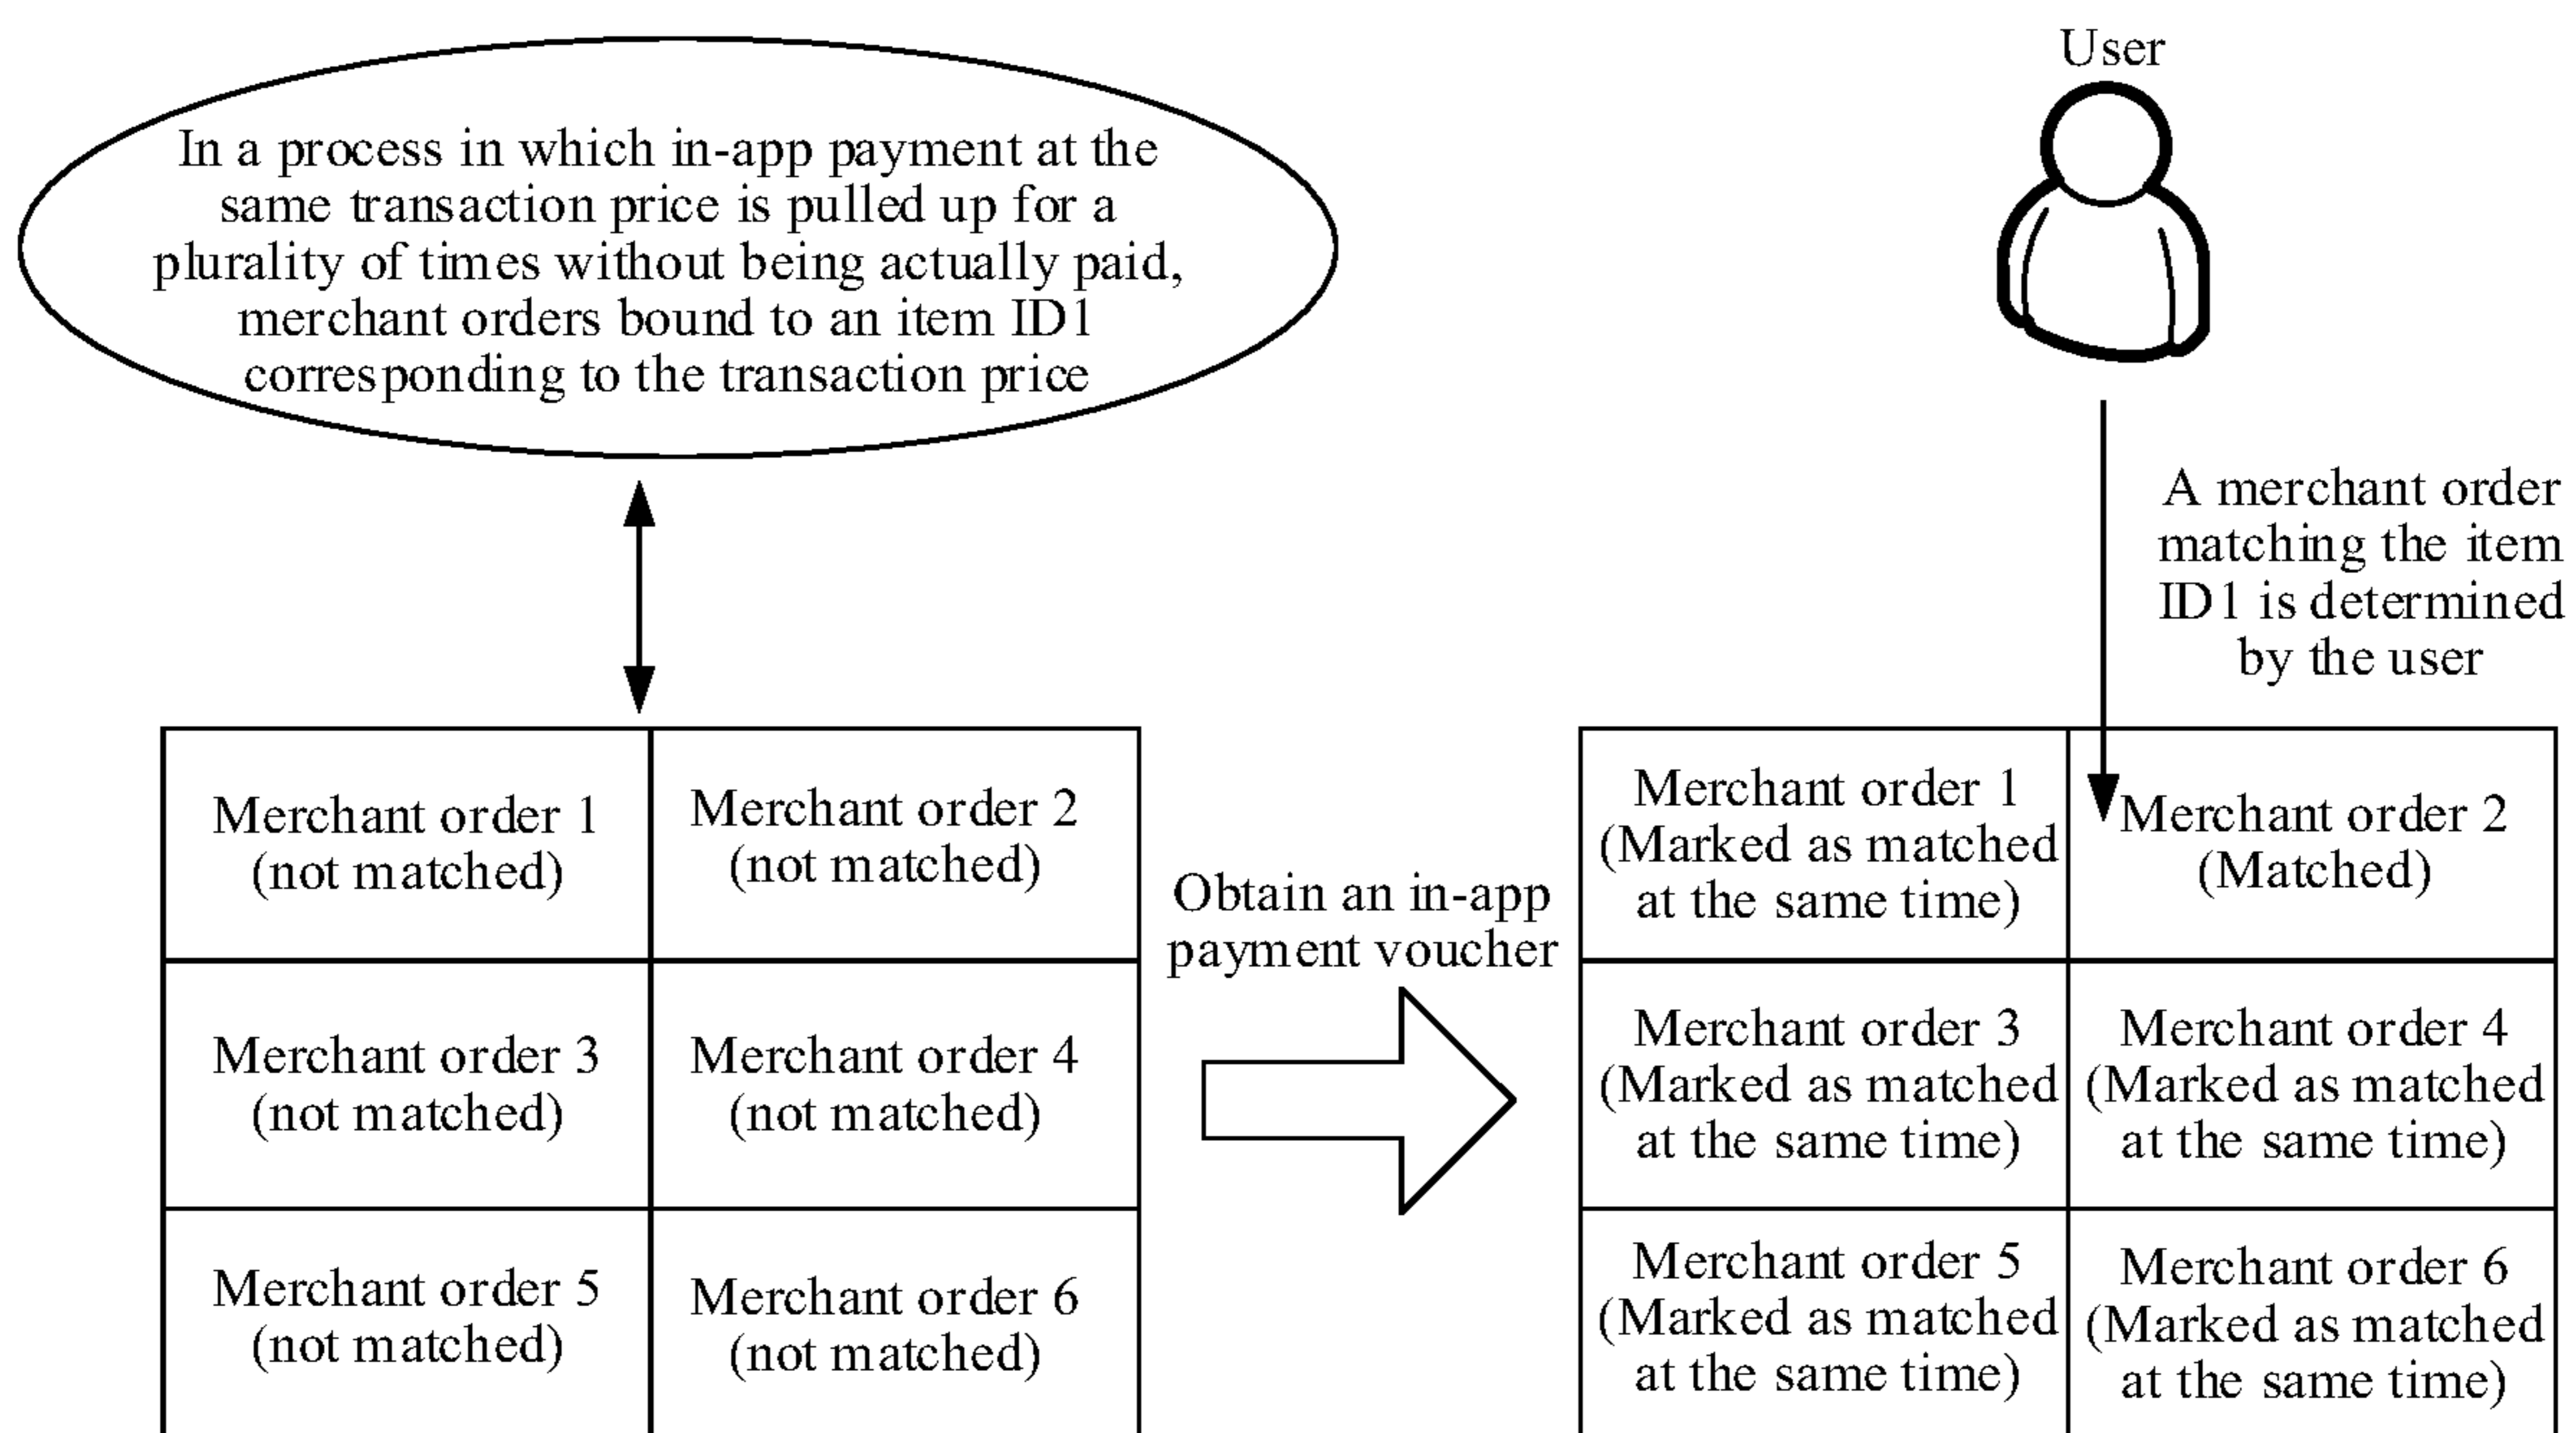 In a process in which in-app payment at the
same transaction price is pulled up for a
plurality of times without being actually paid,
merchant orders bound to an item ID1
corresponding to the transaction price
User
A merchant order
matching the item
ID1 is determined
by the user
Merchant order 1
(not matched)
Merchant order 2
(not matched)
Merchant order 3
(not matched)
Merchant order 4
(not matched)
Merchant order 5
(not matched)
Merchant order 6
(not matched)
Obtain an in-app
payment voucher
Merchant order 1
(Marked as matched
at the same time)
Merchant order 2
(Matched)
Merchant order 3
(Marked as matched
at the same time)
Merchant order 4
(Marked as matched
at the same time)
Merchant order 5
(Marked as matched
at the same time)
Merchant order 6
(Marked as matched
at the same time)